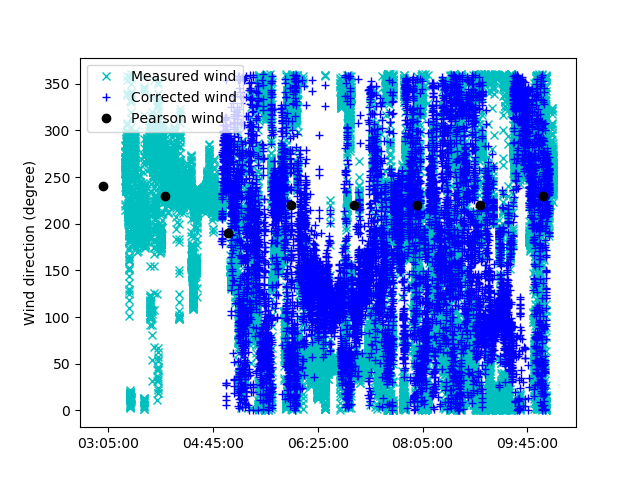 Measured wind
Corrected wind
Pearson wind
Wind direction (degree)
350
300
250
200
150
100
50
0
03:05:00 04:45:00 06:25:00 08:05:00 09:45:00